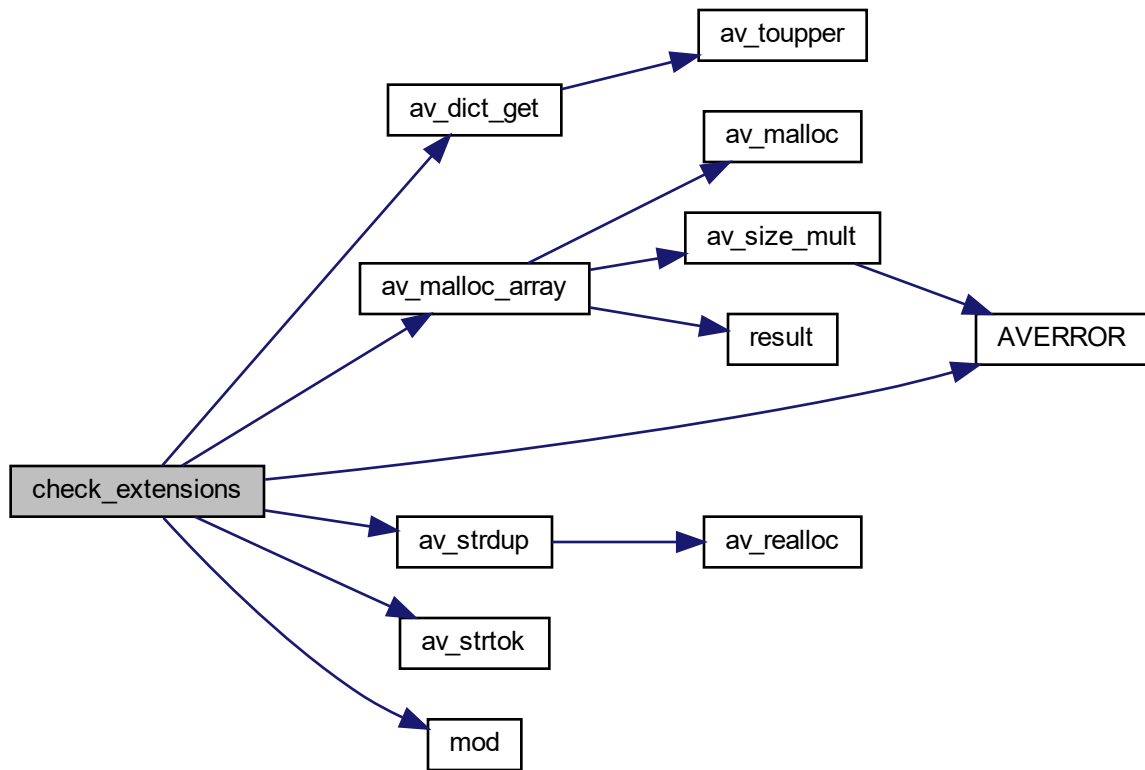 av_toupper
av_dict_get
av_malloc
av_size_mult
av_malloc_array
result
AVERROR
check_extensions
av_strdup
av_realloc
av_strtok
mod